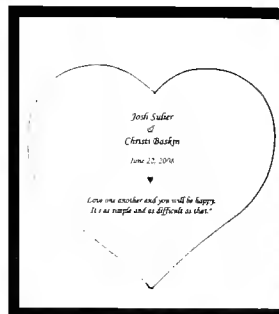 Josh Sulier
&
Christi Baskin
June 22, 2008
Love one another and you will be happy.
It's as simple and as difficult as that."